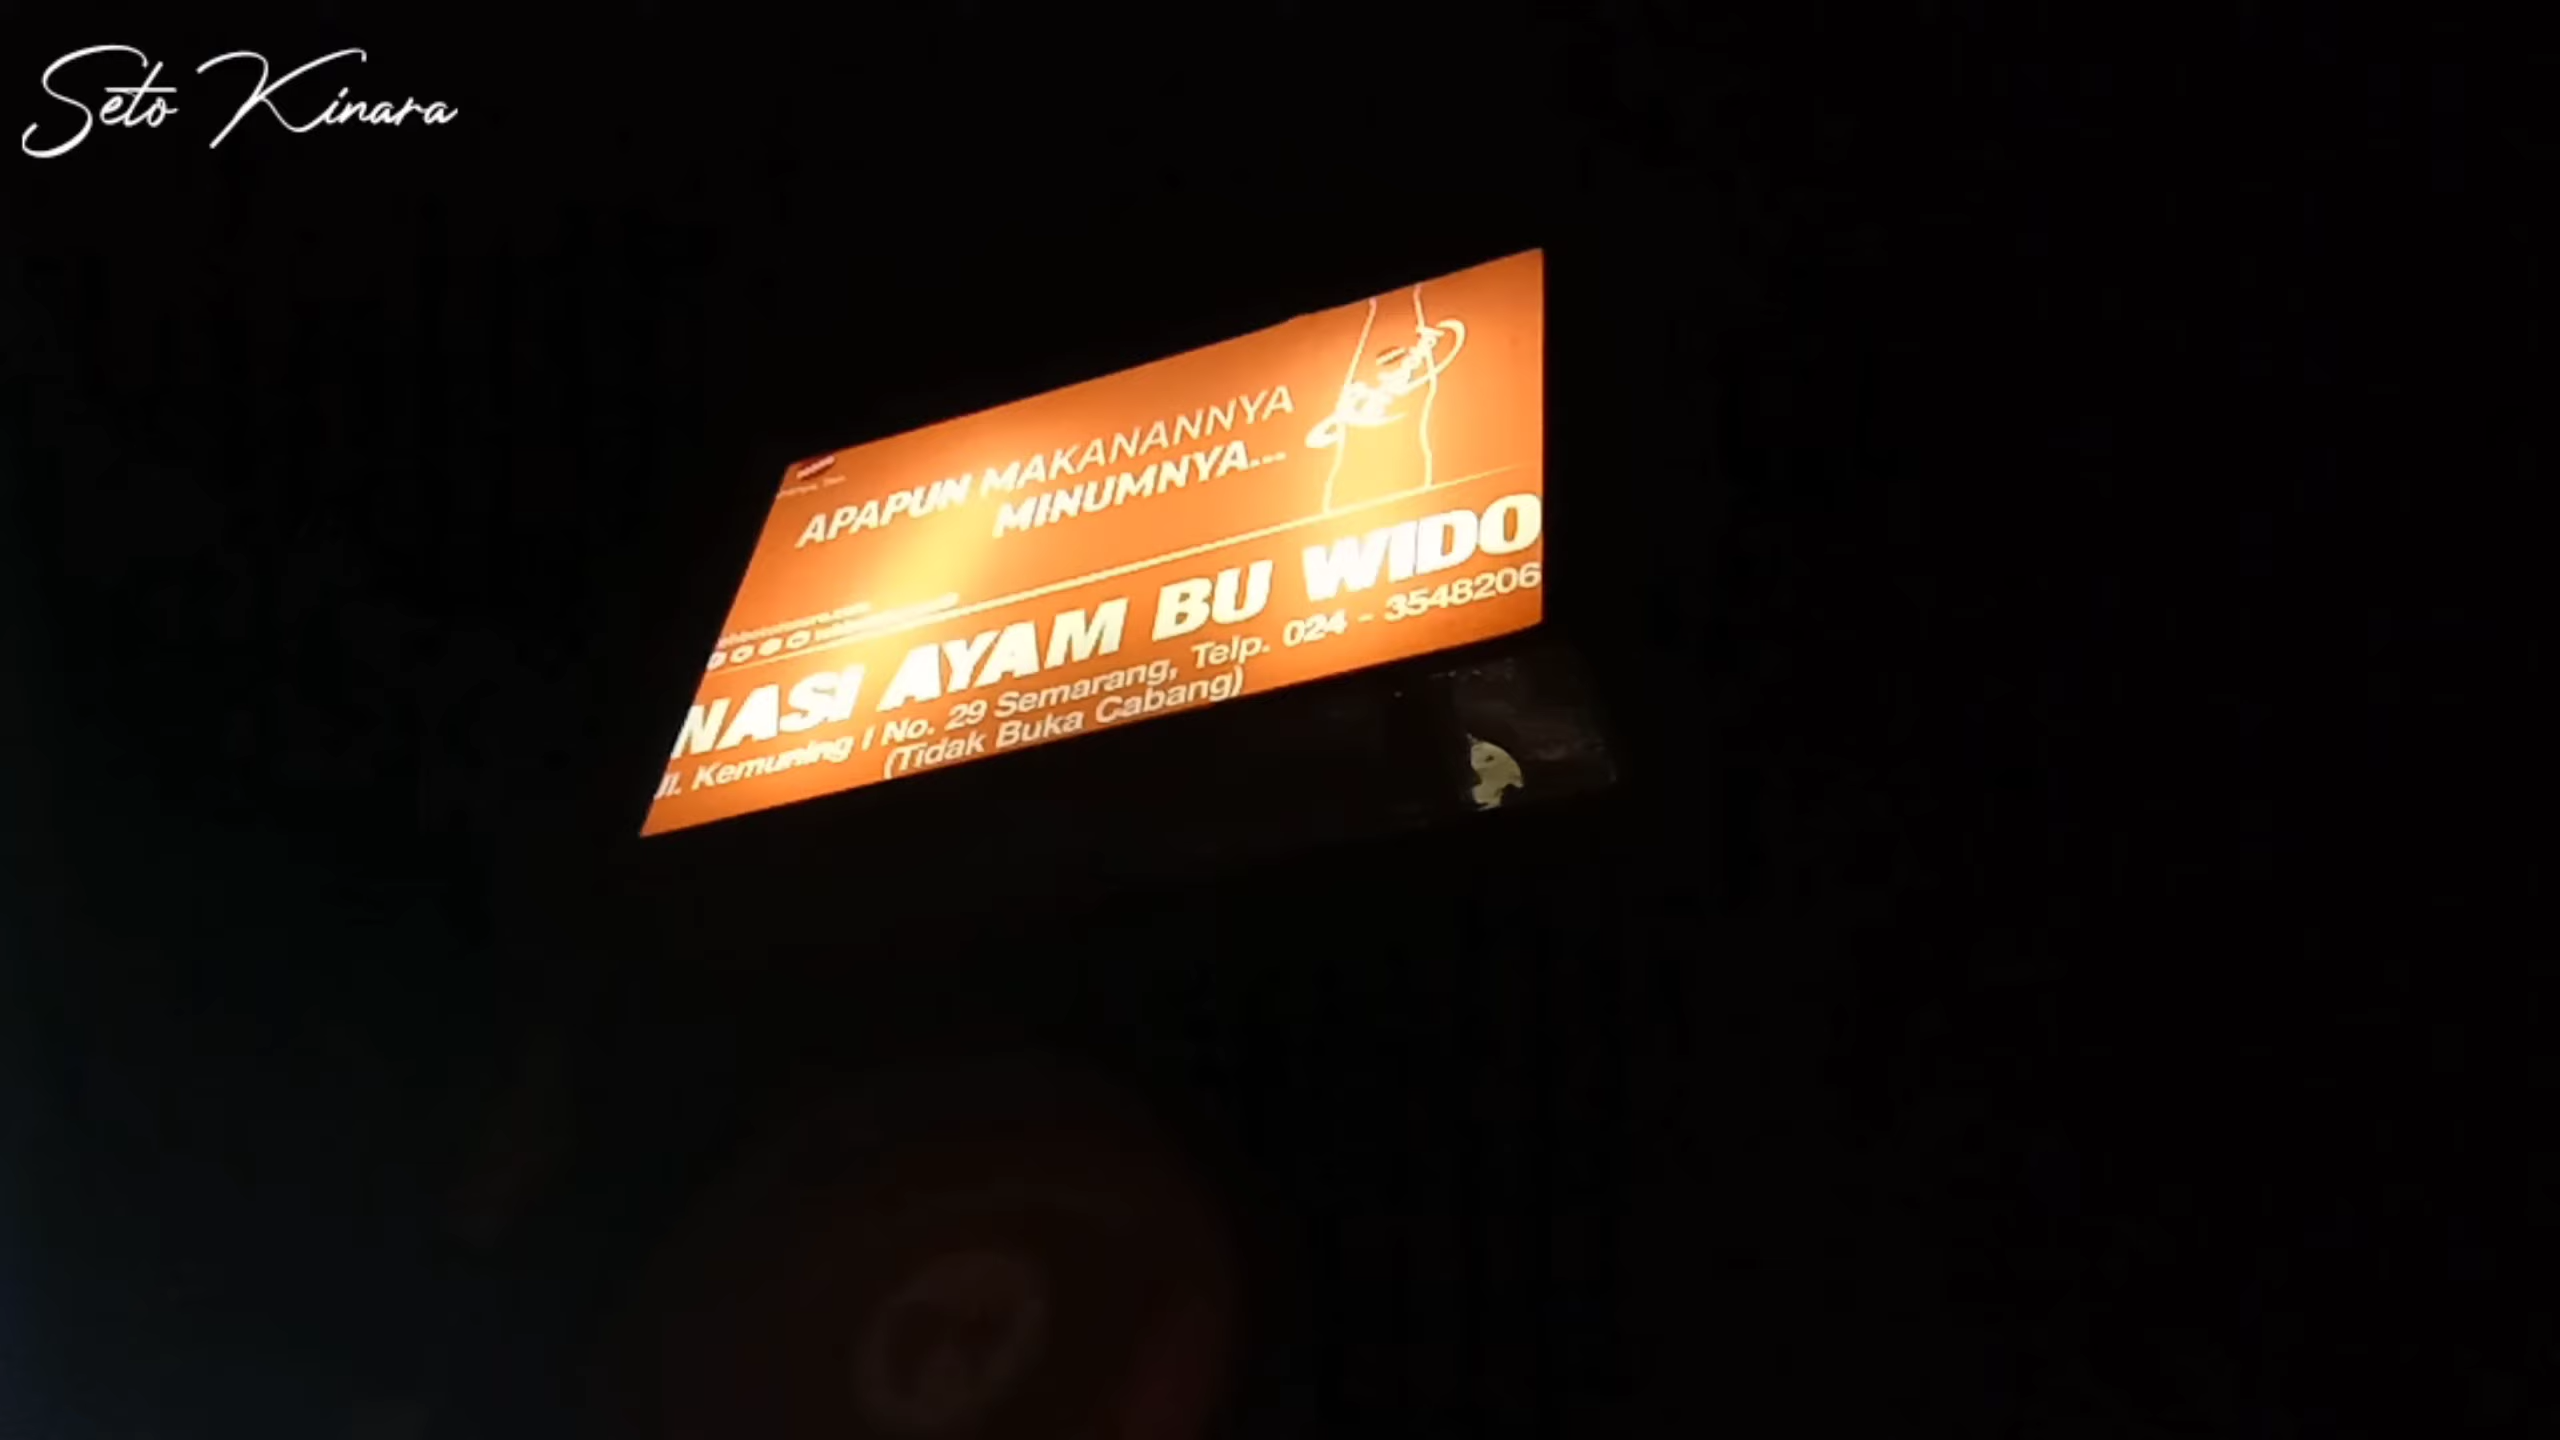 Seto Kinara
APAPUN MAKANANNYA
MINUMNYA...
NASI AYAM BU WIDO
Jl. Kemuning I No. 29 Semarang, Telp. 024 - 3548206
(Tidak Buka Cabang)